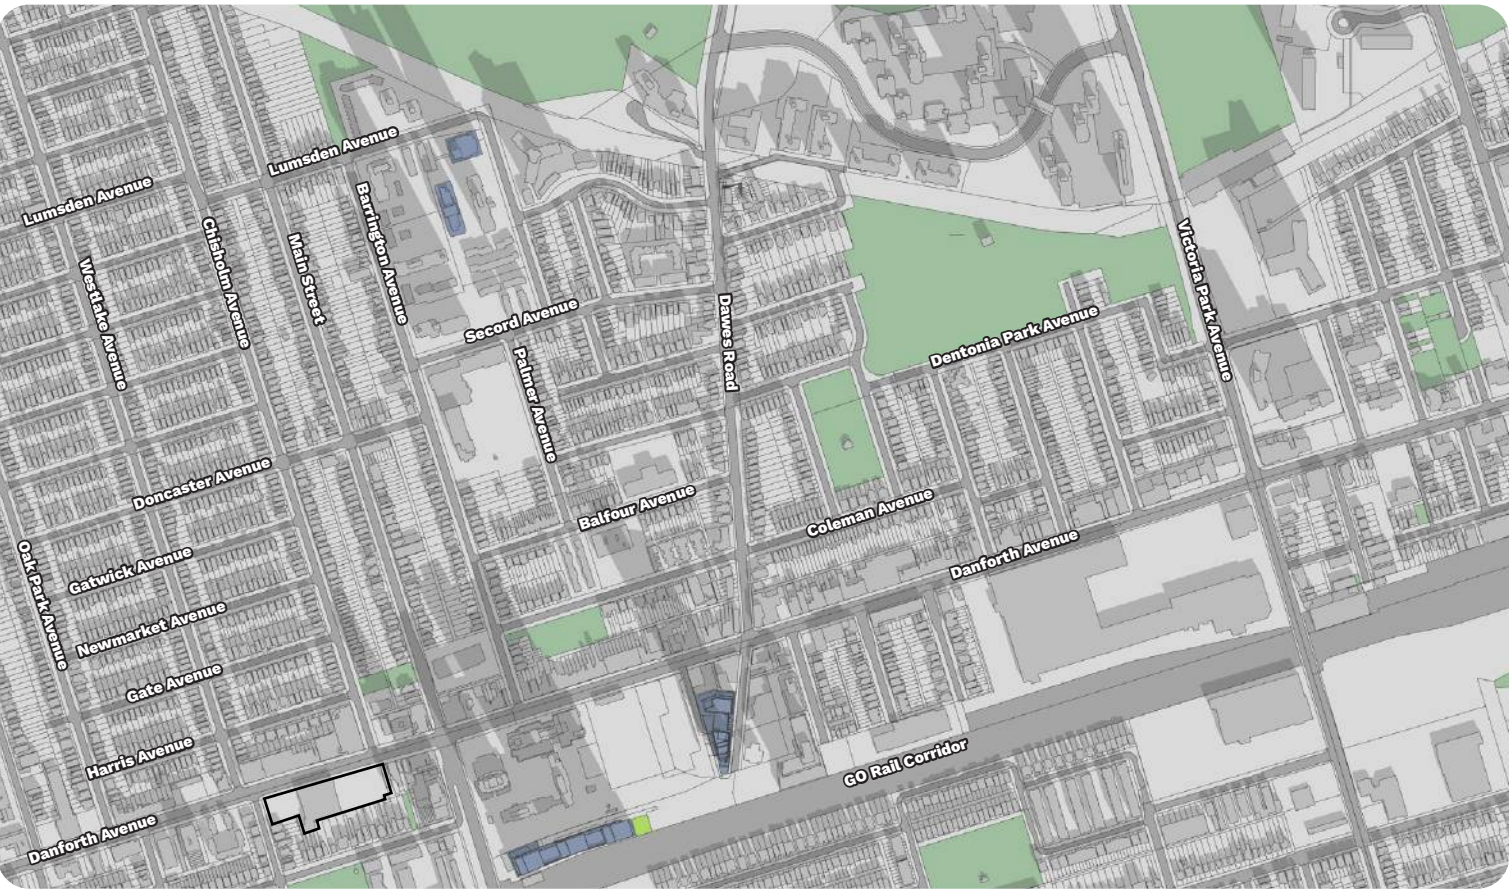 Lumsden Avenue
Lumsden Avenue
Westlake Avenue
Chisholm Avenue
Main Street
Barrington Avenue
Secord Avenue
Palmer Avenue
Dawes Road
Dentonia Park Avenue
Victoria Park Avenue
Doncaster Avenue
Balfour Avenue
Coleman Avenue
Danforth Avenue
Oak Park Avenue
Gatwick Avenue
Newmarket Avenue
Gate Avenue
Harris Avenue
GO Rail Corridor
Danforth Avenue